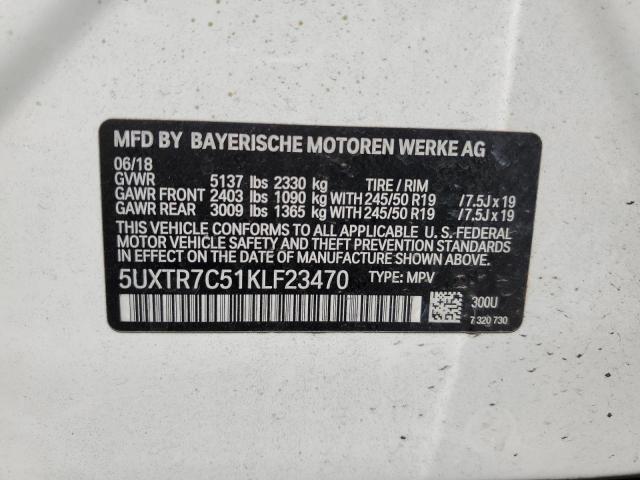 MFD BY BAYERISCHE MOTOREN WERKE AG
06/18
GVWR 5137 lbs 2330 kg TIRE / RIM
GAWR FRONT 2403 lbs 1090 kg WITH 245/50 R19 /7.5J x 19
GAWR REAR 3009 lbs 1365 kg WITH 245/50 R19 /7.5J x 19
THIS VEHICLE CONFORMS TO ALL APPLICABLE U.S. FEDERAL
MOTOR VEHICLE SAFETY AND THEFT PREVENTION STANDARDS
IN EFFECT ON THE DATE OF MANUFACTURE SHOWN ABOVE.
5UXTR7C51KLF23470 TYPE: MPV
300U
7 320 730